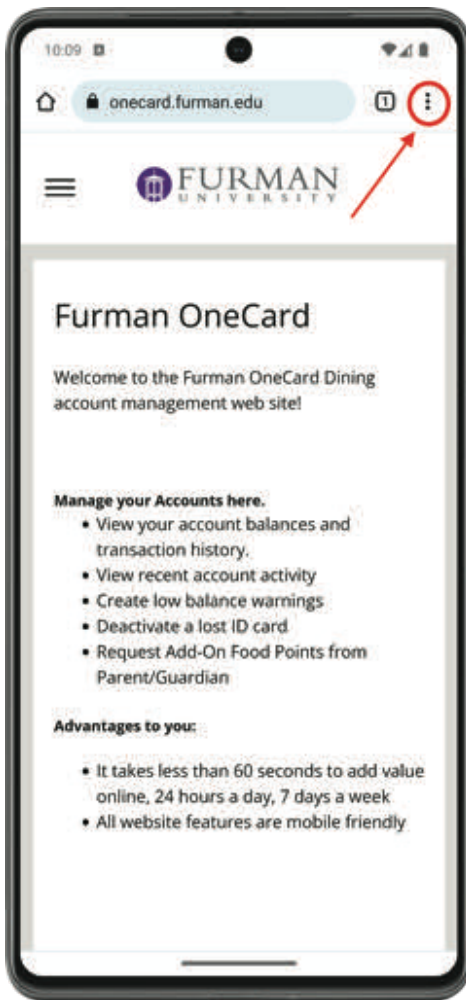 10:09
onecard.furman.edu
1
FURMAN
UNIVERSITY
Furman OneCard
Welcome to the Furman OneCard Dining
account management web site!
Manage your Accounts here.
• View your account balances and
transaction history.
• View recent account activity
• Create low balance warnings
• Deactivate a lost ID card
• Request Add-On Food Points from
Parent/Guardian
Advantages to you:
• It takes less than 60 seconds to add value
online, 24 hours a day, 7 days a week
• All website features are mobile friendly